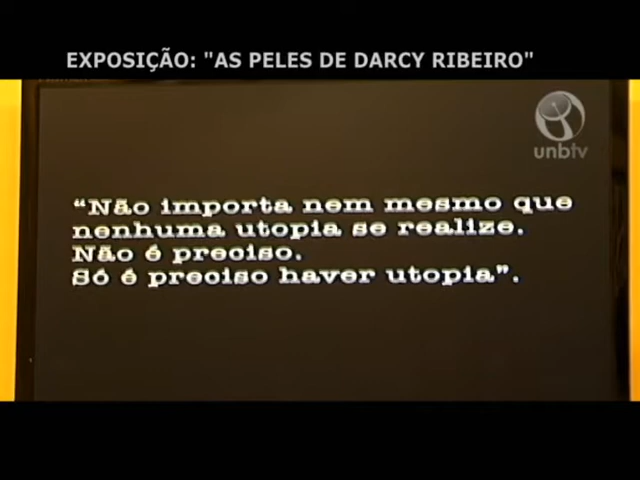 EXPOSIÇÃO: "AS PELES DE DARCY RIBEIRO"
unbtv
“Não importa nem mesmo que
nenhuma utopia se realize.
Não é preciso.
Só é preciso haver utopia”.